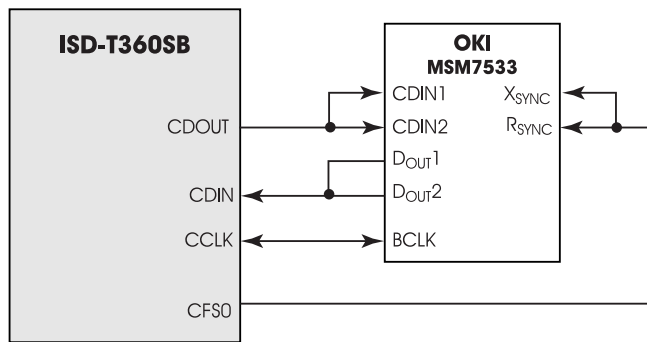 ISD-T360SB
CDOUT
CDIN
CCLK
CFS0
OKI
MSM7533
CDIN1
CDIN2
DOUT1
DOUT2
BCLK
XSYNC
RSYNC